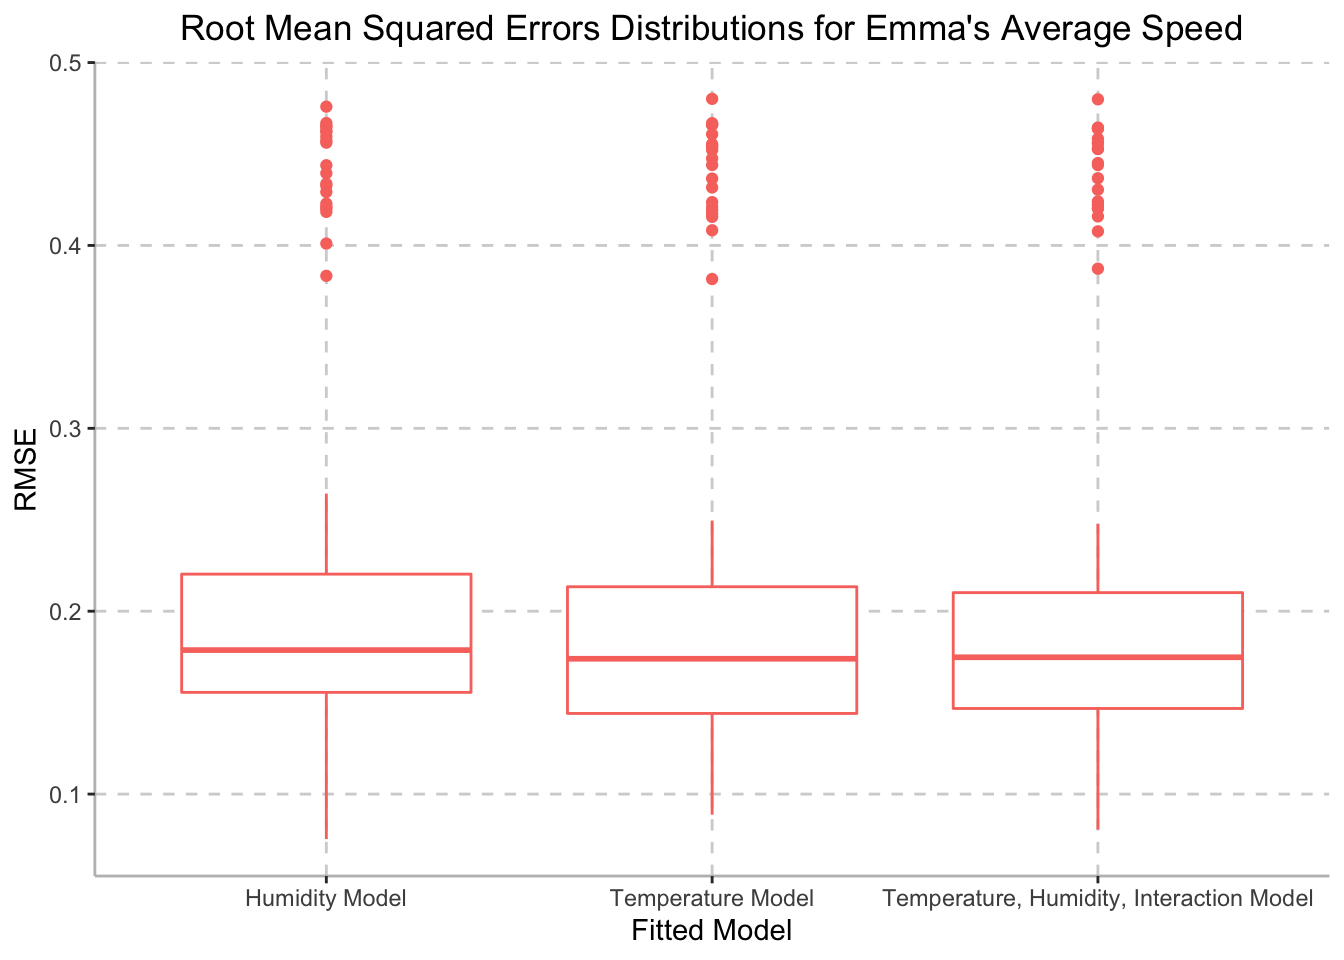 Root Mean Squared Errors Distributions for Emma's Average Speed
0.5
0.4
0.3
0.2
0.1
RMSE
Humidity Model
Temperature Model
Temperature, Humidity, Interaction Model
Fitted Model